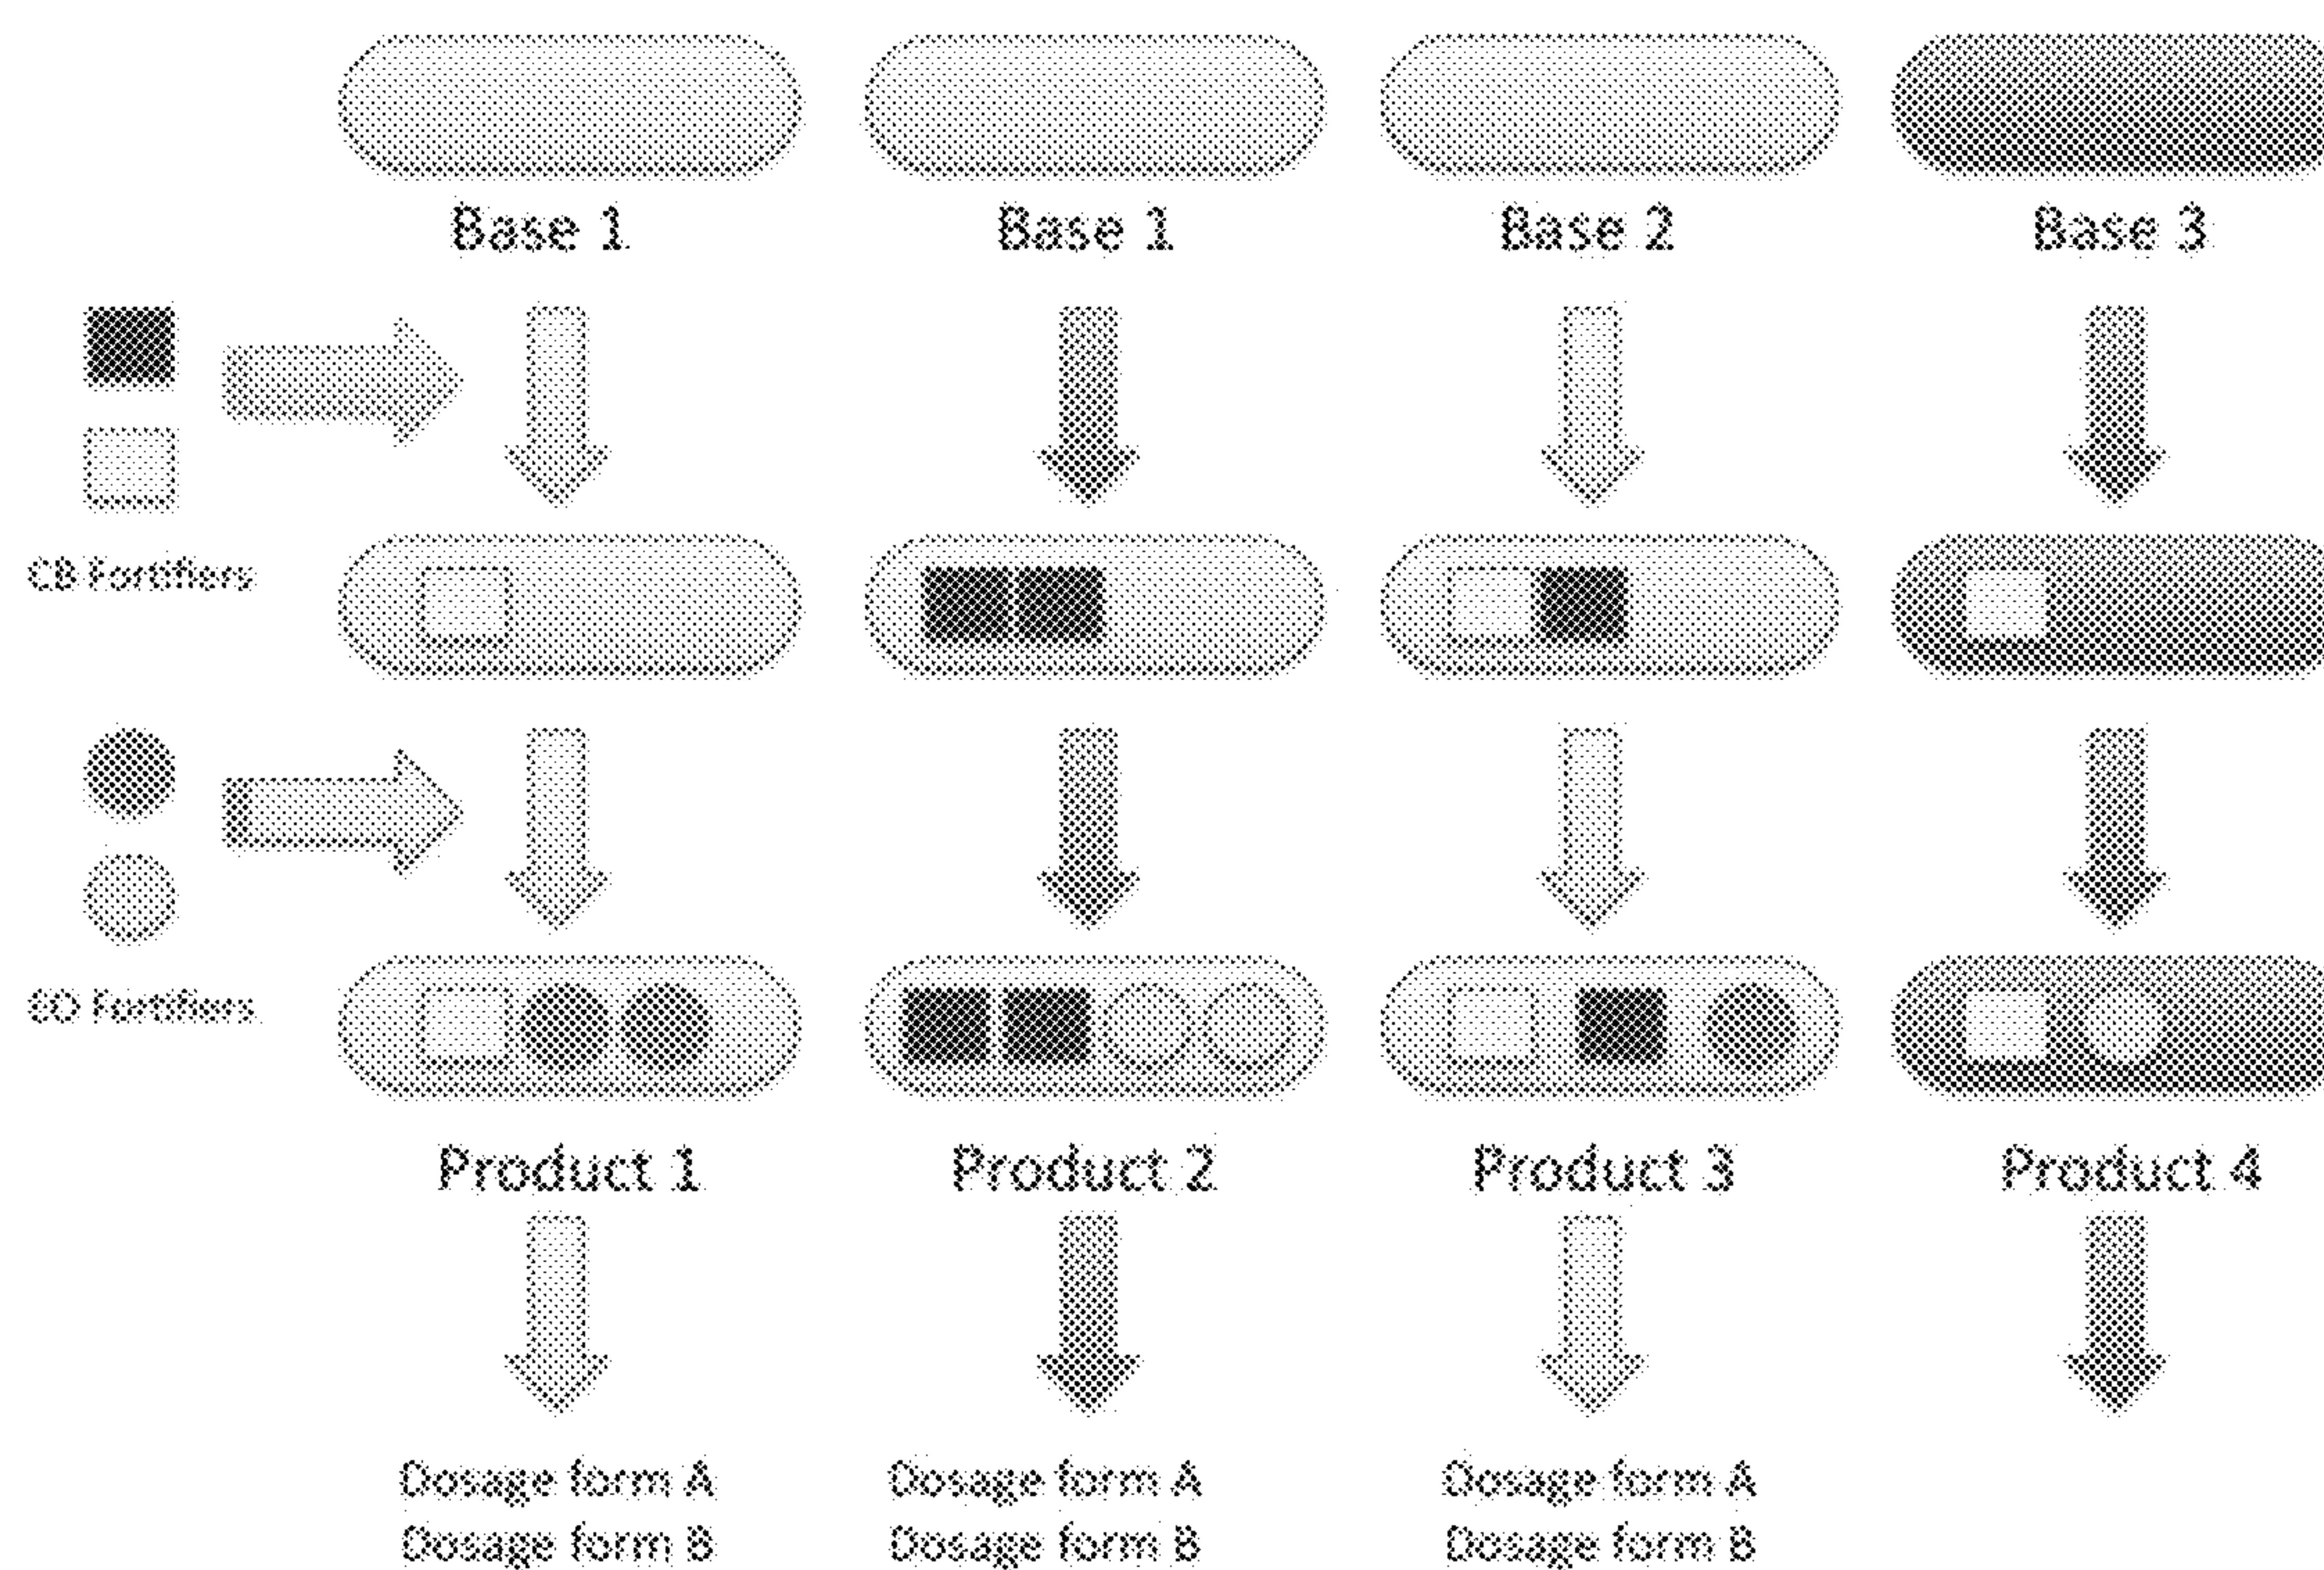 Base 1
Base 1
Base 2
Base 3
CB Fortifiers
EO Fortifiers
Product 1
Product 2
Product 3
Product 4
Dosage form A
Dosage form A
Dosage form A
Dosage form B
Dosage form B
Dosage form B